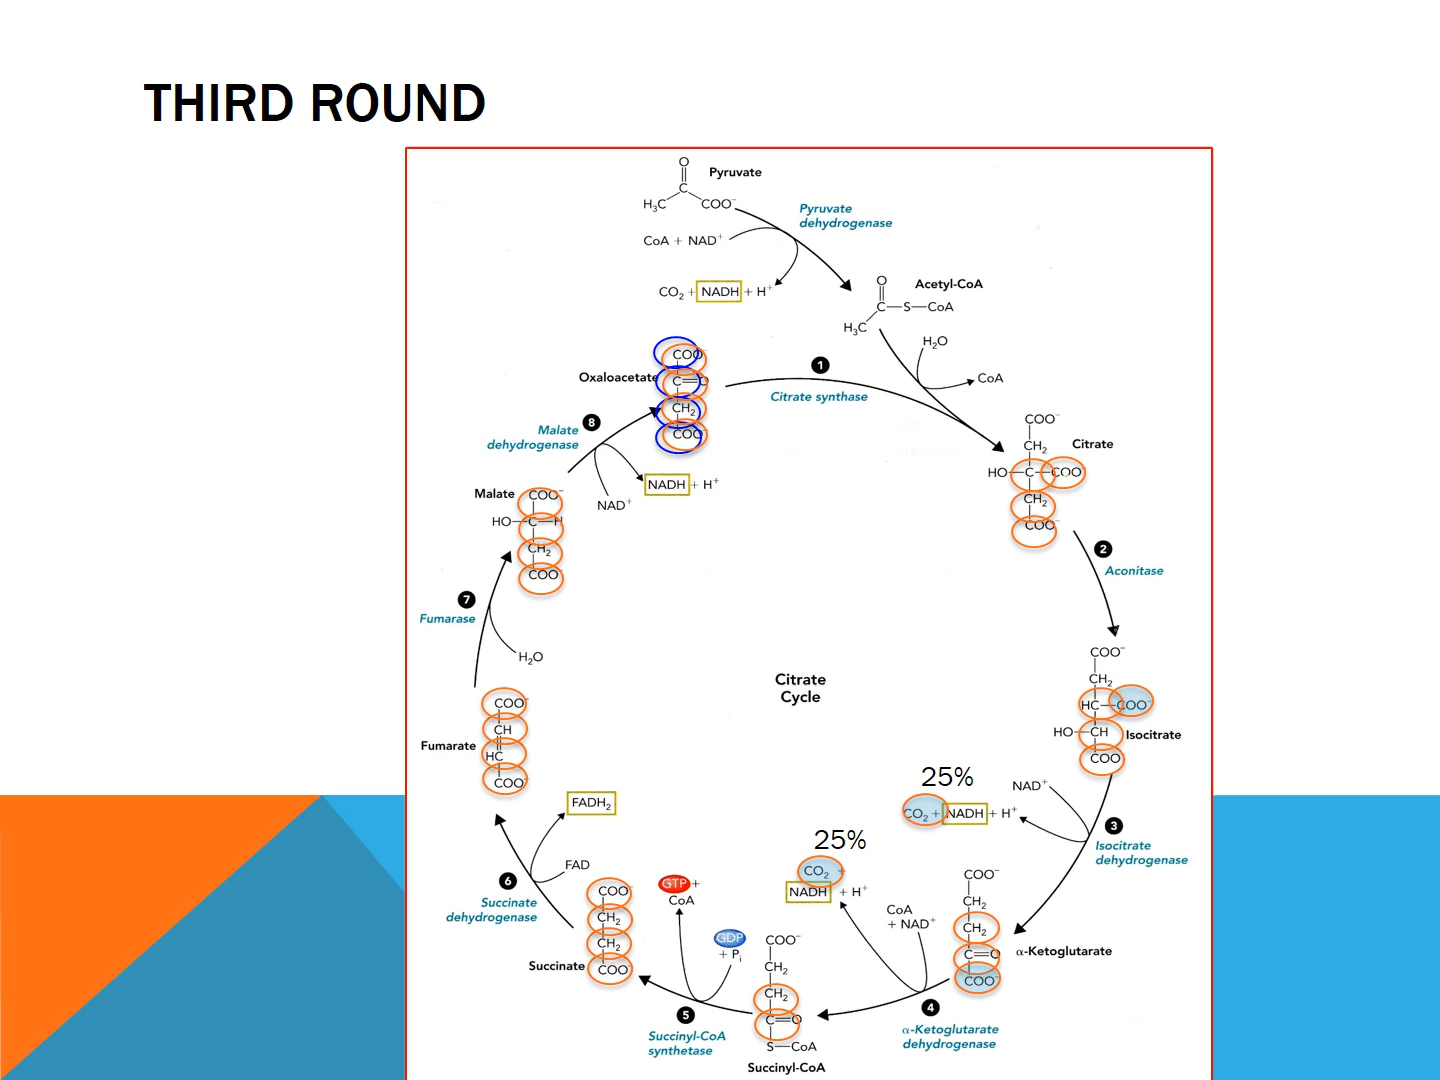 THIRD ROUND
O
C
H₃C
COO⁻
Pyruvate
Pyruvate
dehydrogenase
CoA + NAD⁺
CO₂ + NADH + H⁺
O
Acetyl-CoA
C—S—CoA
H₃C
H₂O
CoA
1
Citrate synthase
Oxaloacetate
COO⁻
C=O
CH₂
COO⁻
8
Malate
dehydrogenase
NADH + H⁺
NAD⁺
COO⁻
CH₂
Citrate
HO—C—COO⁻
CH₂
COO⁻
2
Aconitase
Malate
COO⁻
HO—C—H
CH₂
COO⁻
7
Fumarase
H₂O
Citrate
Cycle
COO⁻
CH₂
HC—COO⁻
HO—CH
Isocitrate
COO⁻
COO⁻
CH
Fumarate
HC
COO⁻
25%
NAD⁺
CO₂ + NADH + H⁺
3
Isocitrate
dehydrogenase
FADH₂
FAD
6
Succinate
dehydrogenase
25%
CO₂ +
NADH + H⁺
CoA
+ NAD⁺
COO⁻
CH₂
CH₂
C=O
COO⁻
α-Ketoglutarate
GTP +
CoA
GDP
+ Pᵢ
COO⁻
CH₂
CH₂
COO⁻
Succinate
COO⁻
CH₂
CH₂
C=O
S—CoA
Succinyl-CoA
4
α-Ketoglutarate
dehydrogenase
5
Succinyl-CoA
synthetase